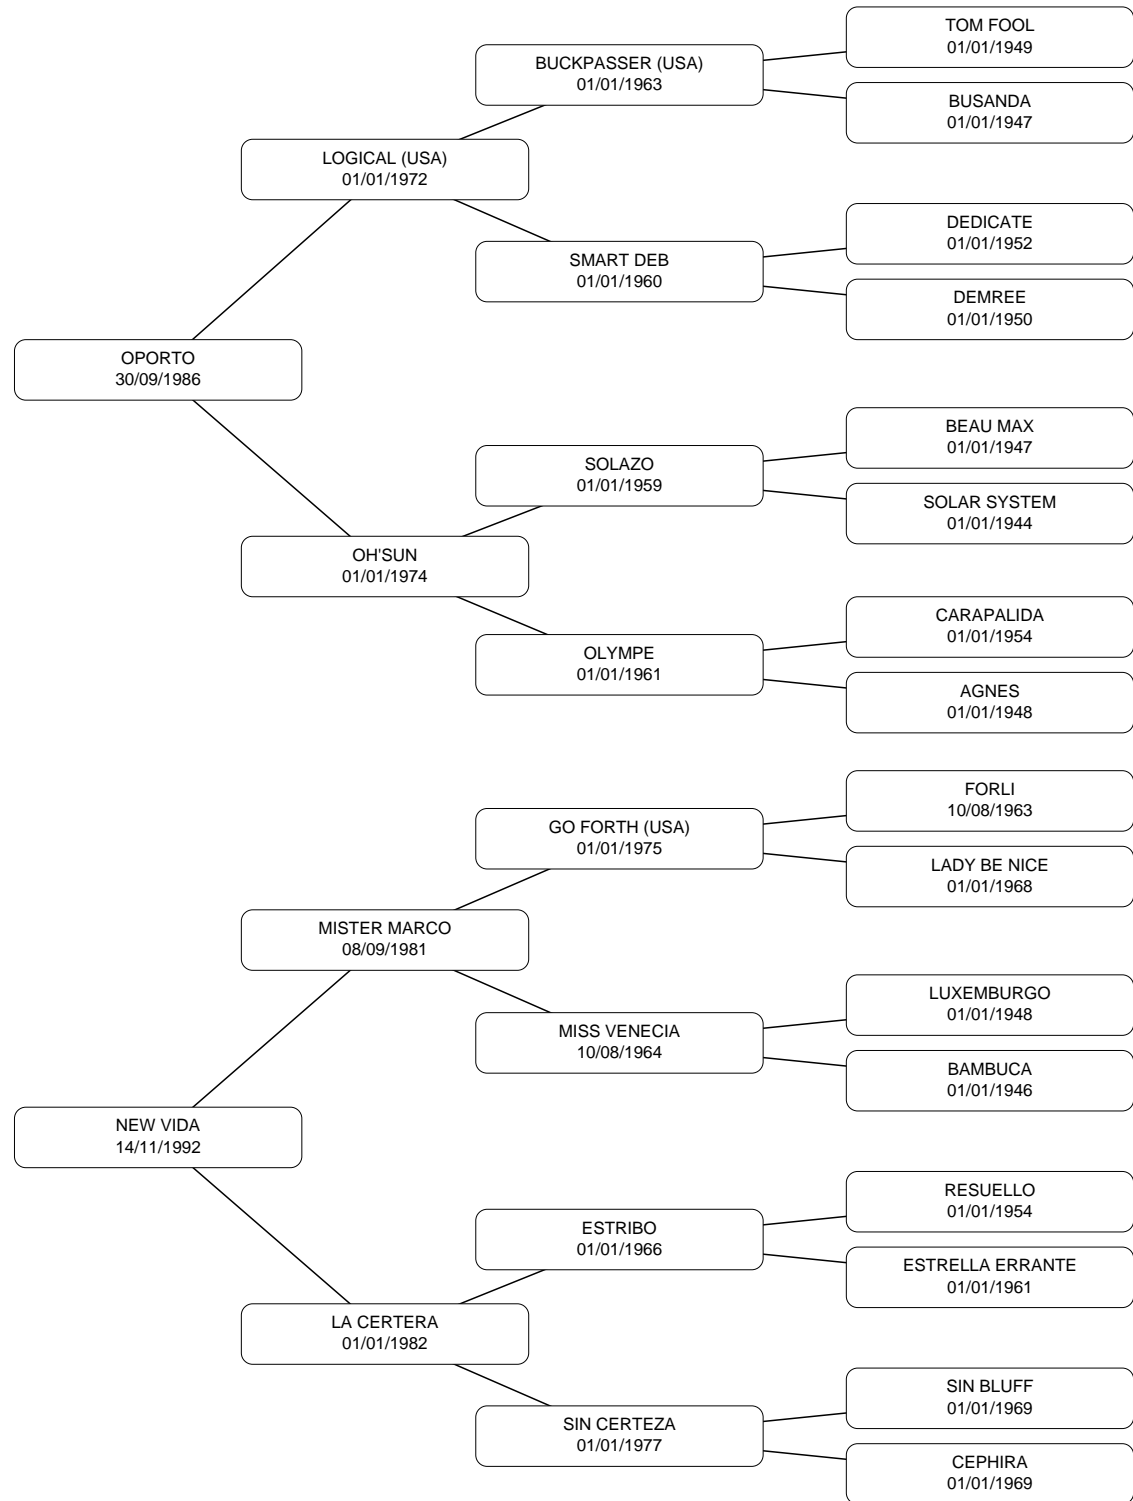 TOM FOOL
01/01/1949
BUCKPASSER (USA)
01/01/1963
BUSANDA
01/01/1947
LOGICAL (USA)
01/01/1972
DEDICATE
01/01/1952
SMART DEB
01/01/1960
DEMREE
01/01/1950
OPORTO
30/09/1986
BEAU MAX
01/01/1947
SOLAZO
01/01/1959
SOLAR SYSTEM
01/01/1944
OH'SUN
01/01/1974
CARAPALIDA
01/01/1954
OLYMPE
01/01/1961
AGNES
01/01/1948
FORLI
10/08/1963
GO FORTH (USA)
01/01/1975
LADY BE NICE
01/01/1968
MISTER MARCO
08/09/1981
LUXEMBURGO
01/01/1948
MISS VENECIA
10/08/1964
BAMBUCA
01/01/1946
NEW VIDA
14/11/1992
RESUELLO
01/01/1954
ESTRIBO
01/01/1966
ESTRELLA ERRANTE
01/01/1961
LA CERTERA
01/01/1982
SIN BLUFF
01/01/1969
SIN CERTEZA
01/01/1977
CEPHIRA
01/01/1969